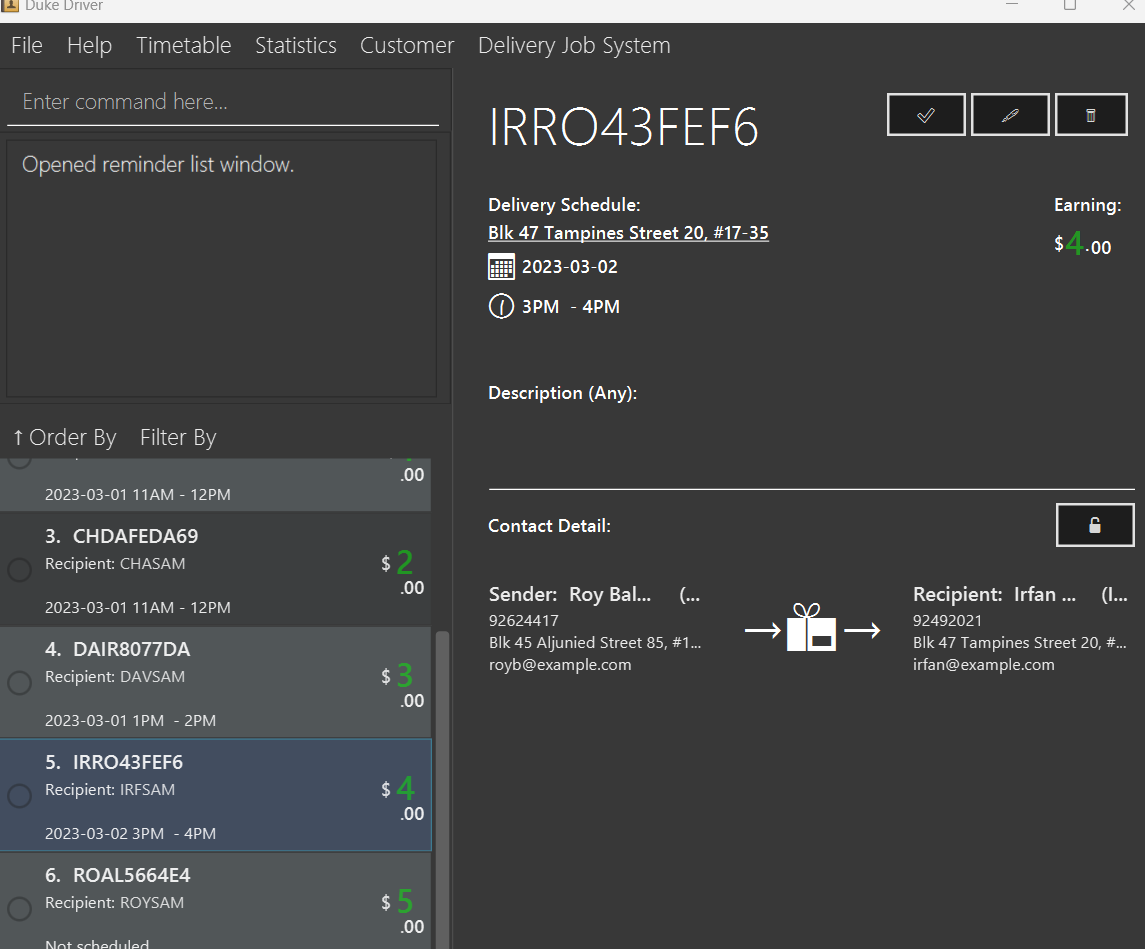 Duke Driver
File Help Timetable Statistics Customer Delivery Job System
Enter command here...
Opened reminder list window.
↑ Order By Filter By
.00
2023-03-01 11AM - 12PM
3. CHDAFEDA69
Recipient: CHASAM
$ 2
.00
2023-03-01 11AM - 12PM
4. DAIR8077DA
Recipient: DAVSAM
$ 3
.00
2023-03-01 1PM - 2PM
5. IRRO43FEF6
Recipient: IRFSAM
$ 4
.00
2023-03-02 3PM - 4PM
6. ROAL5664E4
Recipient: ROYSAM
$ 5
.00
Not scheduled
IRRO43FEF6
Delivery Schedule:
Blk 47 Tampines Street 20, #17-35
2023-03-02
3PM - 4PM
Earning:
$4.00
Description (Any):
Contact Detail:
Sender: Roy Bal... (...
92624417
Blk 45 Aljunied Street 85, #1...
royb@example.com
Recipient: Irfan ... (I...
92492021
Blk 47 Tampines Street 20, #...
irfan@example.com